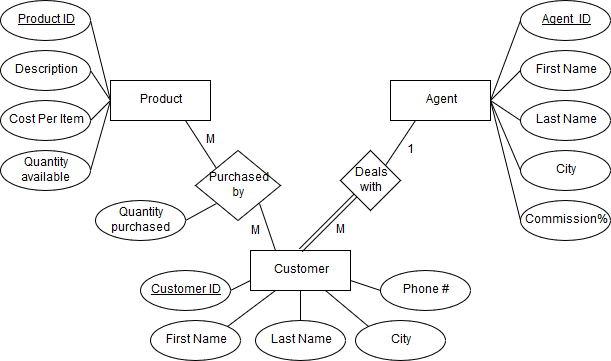 Product ID
Agent  ID
Description
First Name
Product
Agent
Cost Per Item
Last Name
M
1
Quantity
available
Purchased
by
Deals
with
City
Quantity
purchased
Commission%
M
M
Customer
Customer ID
Phone #
First Name
Last Name
City